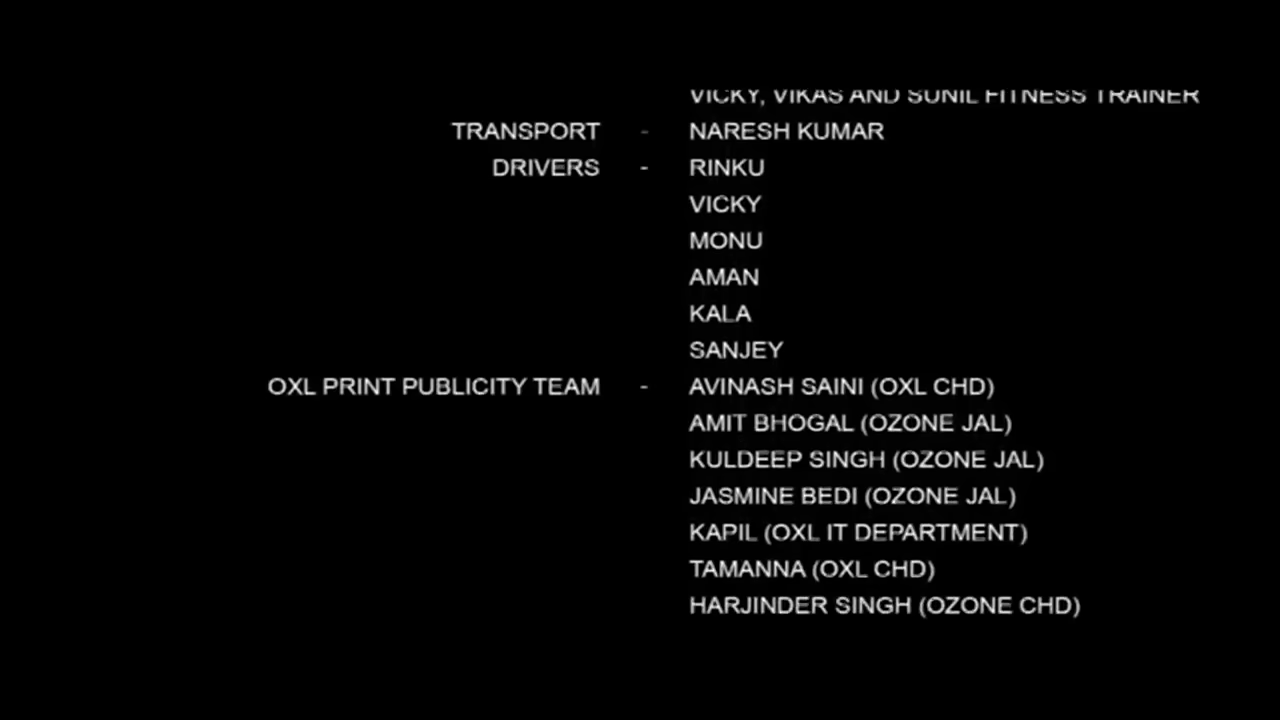 VICKY, VIKAS AND SUNIL FITNESS TRAINER
TRANSPORT - NARESH KUMAR
DRIVERS - RINKU
VICKY
MONU
AMAN
KALA
SANJEY
OXL PRINT PUBLICITY TEAM - AVINASH SAINI (OXL CHD)
AMIT BHOGAL (OZONE JAL)
KULDEEP SINGH (OZONE JAL)
JASMINE BEDI (OZONE JAL)
KAPIL (OXL IT DEPARTMENT)
TAMANNA (OXL CHD)
HARJINDER SINGH (OZONE CHD)